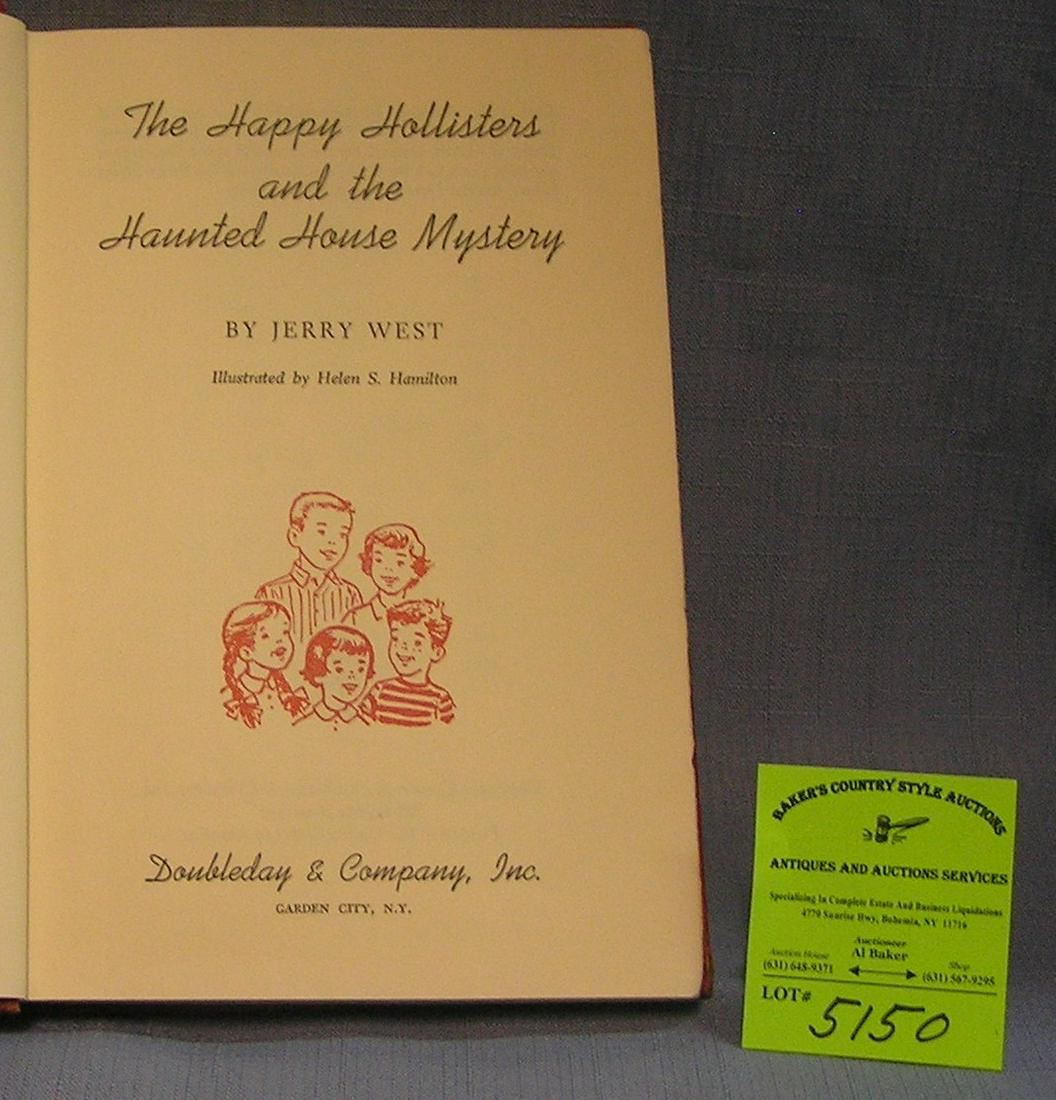 The Happy Hollisters
and the
Haunted House Mystery
BY JERRY WEST
Illustrated by Helen S. Hamilton
Doubleday & Company, Inc.
GARDEN CITY, N.Y.
BAKER'S COUNTRY STYLE AUCTIONS
ANTIQUES AND AUCTIONS SERVICES
Specializing In Complete Estate And Business Liquidations
4770 Sunrise Hwy, Bohemia, NY 11716
Auctioneer
Auction House Al Baker Shop
(631) 648-9371 (631) 567-9295
LOT# 5150